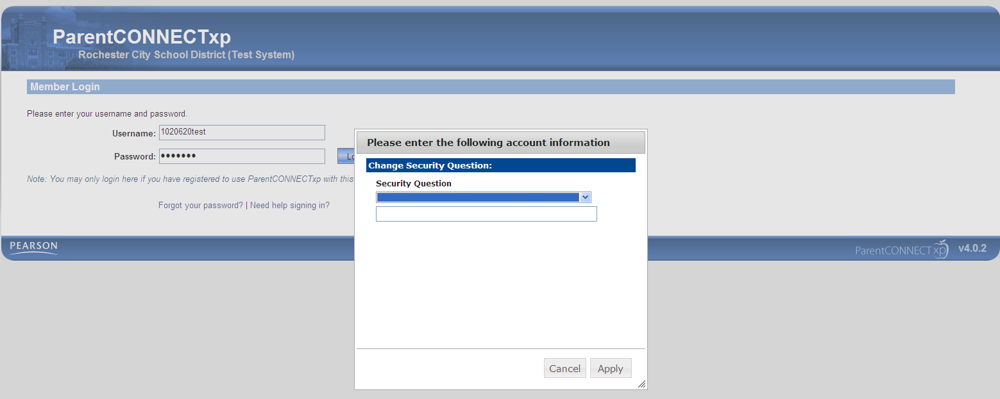 ParentCONNECTxp
Rochester City School District (Test System)
Member Login
Please enter your username and password.
Username: 1020620test
Password: •••••••
Note: You may only login here if you have registered to use ParentCONNECTxp with this
Forgot your password? | Need help signing in?
Please enter the following account information
Change Security Question:
Security Question
Cancel Apply
PEARSON
ParentCONNECTxp v4.0.2